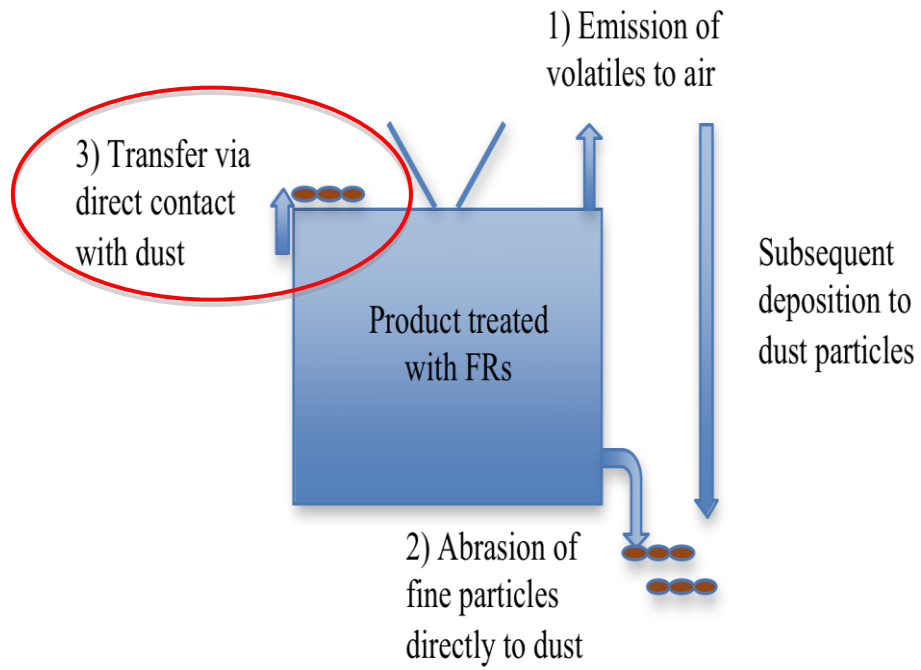 1) Emission of
volatiles to air
3) Transfer via
direct contact
with dust
Product treated
with FRs
Subsequent
deposition to
dust particles
2) Abrasion of
fine particles
directly to dust